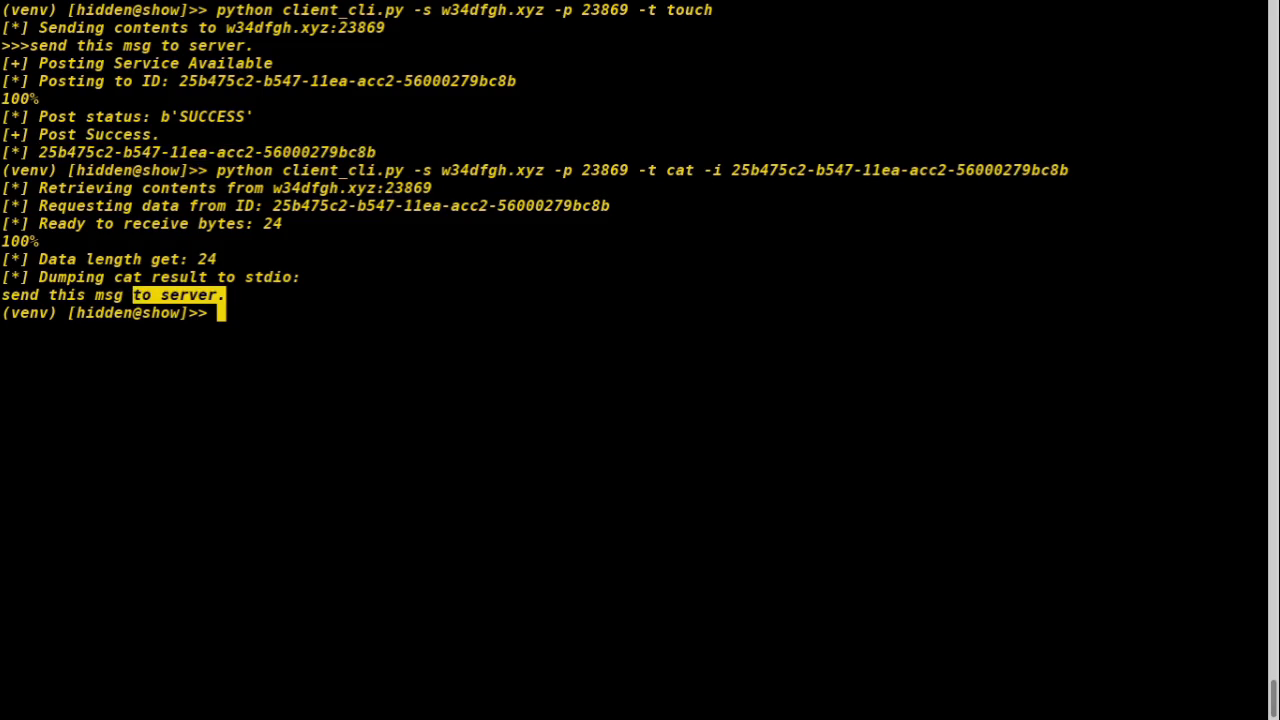 (venv) [hidden@show]>> python client_cli.py -s w34dfgh.xyz -p 23869 -t touch
[*] Sending contents to w34dfgh.xyz:23869
>>>send this msg to server.
[+] Posting Service Available
[*] Posting to ID: 25b475c2-b547-11ea-acc2-56000279bc8b
100%
[*] Post status: b'SUCCESS'
[+] Post Success.
[*] 25b475c2-b547-11ea-acc2-56000279bc8b
(venv) [hidden@show]>> python client_cli.py -s w34dfgh.xyz -p 23869 -t cat -i 25b475c2-b547-11ea-acc2-56000279bc8b
[*] Retrieving contents from w34dfgh.xyz:23869
[*] Requesting data from ID: 25b475c2-b547-11ea-acc2-56000279bc8b
[*] Ready to receive bytes: 24
100%
[*] Data length get: 24
[*] Dumping cat result to stdio:
send this msg to server.
(venv) [hidden@show]>>